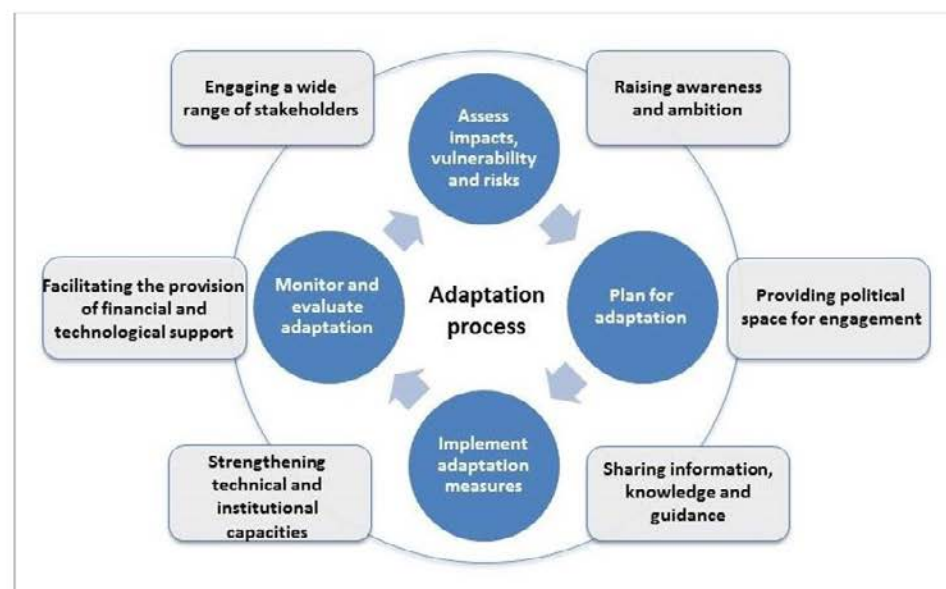 Engaging a wide
range of stakeholders
Raising awareness
and ambition
Assess
impacts,
vulnerability
and risks
Facilitating the provision
of financial and
technological support
Monitor and
evaluate
adaptation
Adaptation
process
Plan for
adaptation
Providing political
space for engagement
Implement
adaptation
measures
Strengthening
technical and
institutional
capacities
Sharing information,
knowledge and
guidance